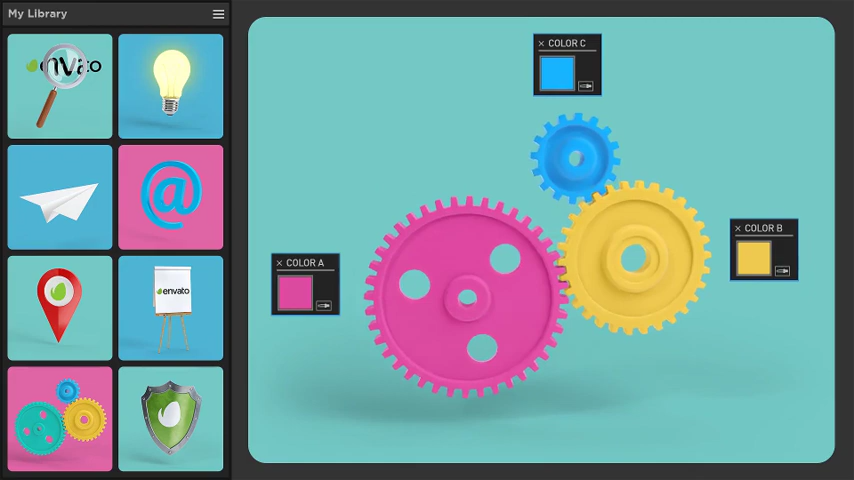 My Library
envato
@
envato
× COLOR C
× COLOR A
× COLOR B